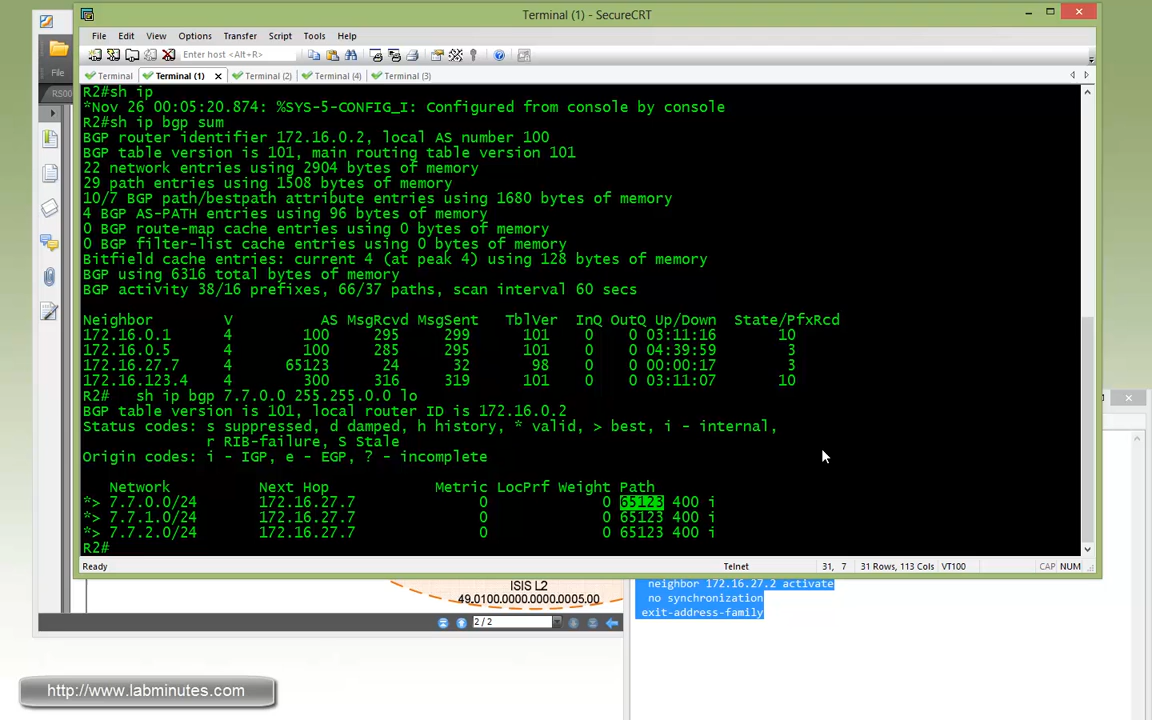 Terminal (1) - SecureCRT
File Edit View Options Transfer Script Tools Help
Enter host <Alt+R>
File
Terminal Terminal (1) Terminal (2) Terminal (4) Terminal (3)
R2#sh ip
*Nov 26 00:05:20.874: %SYS-5-CONFIG_I: Configured from console by console
R2#sh ip bgp sum
BGP router identifier 172.16.0.2, local AS number 100
BGP table version is 101, main routing table version 101
22 network entries using 2904 bytes of memory
29 path entries using 1508 bytes of memory
10/7 BGP path/bestpath attribute entries using 1680 bytes of memory
4 BGP AS-PATH entries using 96 bytes of memory
0 BGP route-map cache entries using 0 bytes of memory
0 BGP filter-list cache entries using 0 bytes of memory
Bitfield cache entries: current 4 (at peak 4) using 128 bytes of memory
BGP using 6316 total bytes of memory
BGP activity 38/16 prefixes, 66/37 paths, scan interval 60 secs
Neighbor V AS MsgRcvd MsgSent TblVer InQ OutQ Up/Down State/PfxRcd
172.16.0.1 4 100 295 299 101 0 0 03:11:16 10
172.16.0.5 4 100 285 295 101 0 0 04:39:59 3
172.16.27.7 4 65123 24 32 98 0 0 00:00:17 3
172.16.123.4 4 300 316 319 101 0 0 03:11:07 10
R2# sh ip bgp 7.7.0.0 255.255.0.0 lo
BGP table version is 101, local router ID is 172.16.0.2
Status codes: s suppressed, d damped, h history, * valid, > best, i - internal,
r RIB-failure, S Stale
Origin codes: i - IGP, e - EGP, ? - incomplete
Network Next Hop Metric LocPrf Weight Path
*> 7.7.0.0/24 172.16.27.7 0 0 65123 400 i
*> 7.7.1.0/24 172.16.27.7 0 0 65123 400 i
*> 7.7.2.0/24 172.16.27.7 0 0 65123 400 i
R2#
Ready Telnet 31, 7 31 Rows, 113 Cols VT100 CAP NUM
ISIS L2
49.0100.0000.0000.0005.00
2 / 2
neighbor 172.16.27.2 activate
no synchronization
exit-address-family
http://www.labminutes.com